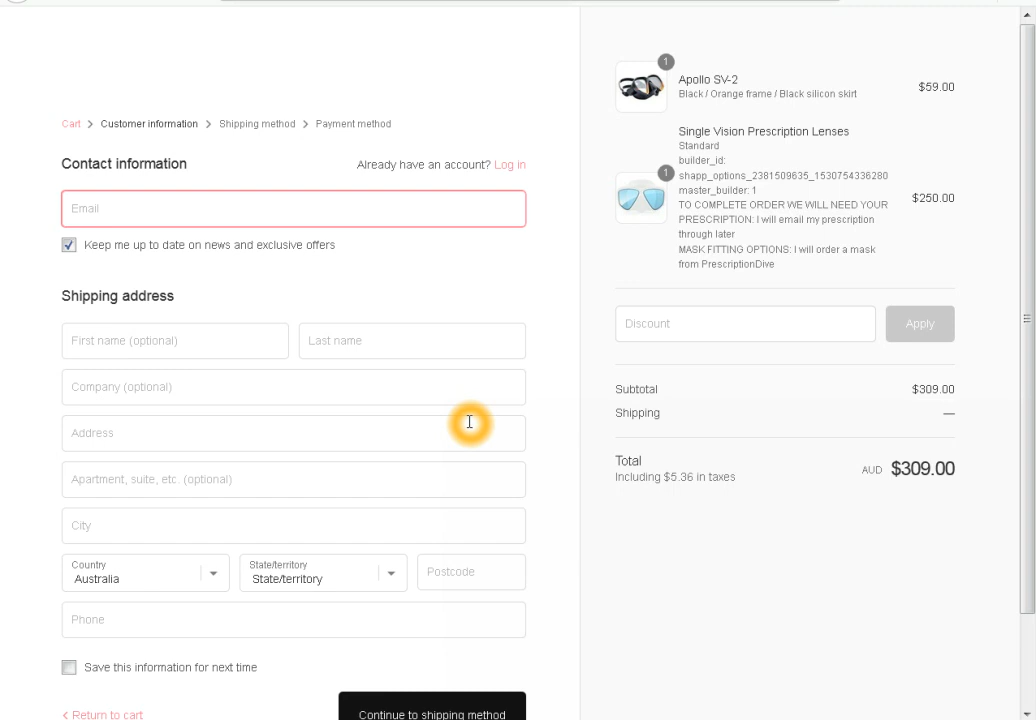 Cart > Customer information > Shipping method > Payment method
Contact information
Already have an account? Log in
Email
Keep me up to date on news and exclusive offers
Shipping address
First name (optional)
Last name
Company (optional)
Address
Apartment, suite, etc. (optional)
City
Country
Australia
State/territory
State/territory
Postcode
Phone
Save this information for next time
< Return to cart
Continue to shipping method
1
Apollo SV-2
Black / Orange frame / Black silicon skirt
$59.00
1
Single Vision Prescription Lenses
Standard
builder_id:
shapp_options_2381509635_1530754336280
master_builder: 1
TO COMPLETE ORDER WE WILL NEED YOUR
PRESCRIPTION: I will email my prescription
through later
MASK FITTING OPTIONS: I will order a mask
from PrescriptionDive
$250.00
Discount
Apply
Subtotal
$309.00
Shipping
—
Total
Including $5.36 in taxes
AUD $309.00